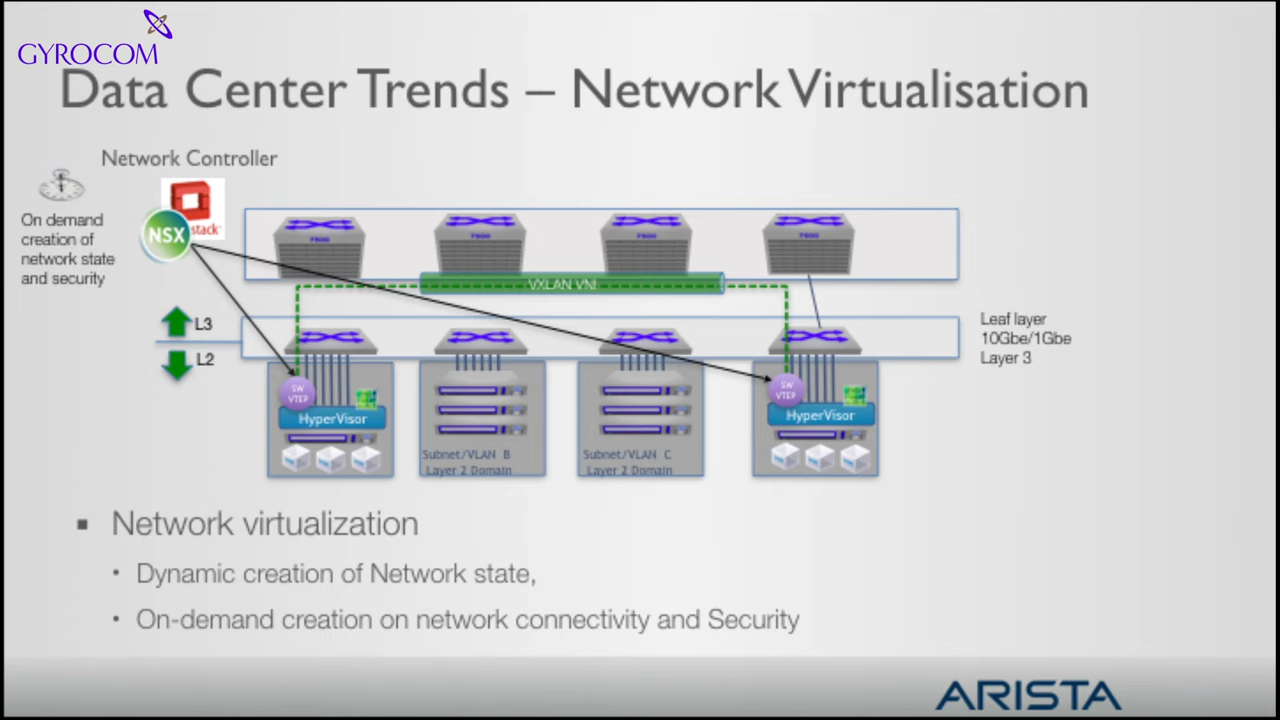 GYROCOM
Data Center Trends – Network Virtualisation
Network Controller
On demand
creation of
network state
and security
stack
NSX
7500
7500
7500
VXLAN VNI
L3
L2
Leaf layer
10Gbe/1Gbe
Layer 3
SW
VTEP
HyperVisor
SW
VTEP
HyperVisor
Subnet/VLAN B
Layer 2 Domain
Subnet/VLAN C
Layer 2 Domain
▪ Network virtualization
• Dynamic creation of Network state,
• On-demand creation on network connectivity and Security
ARISTA